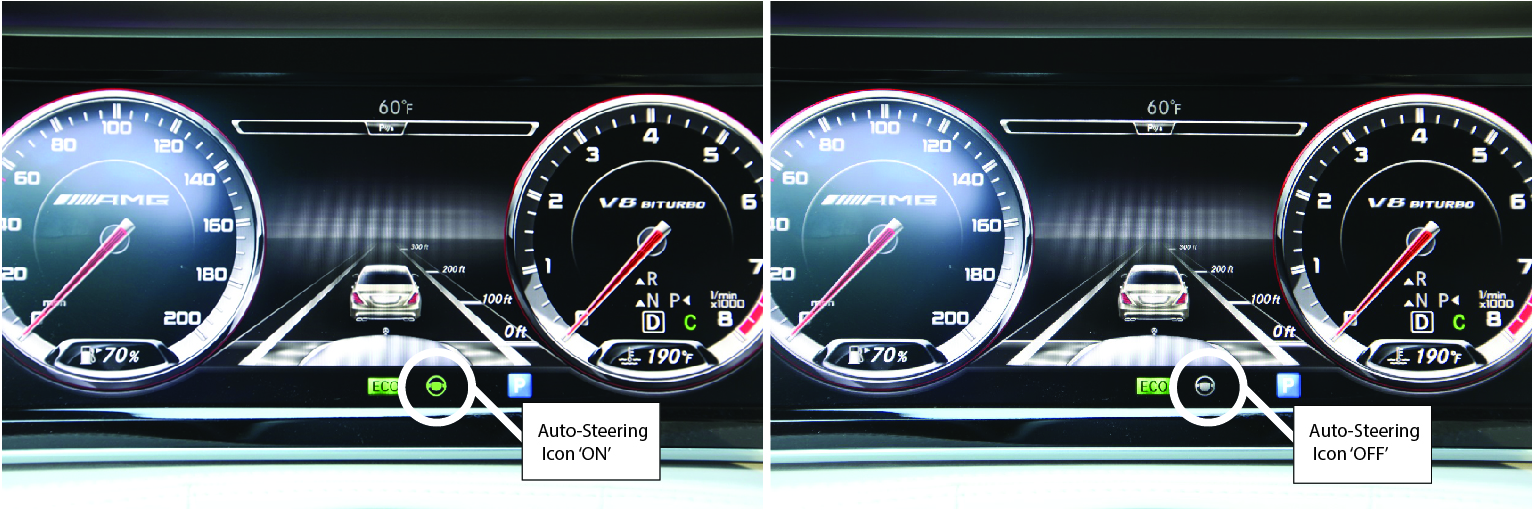 60°F
100
80
120
60
140
40
160
20
180
200
AMG
70%
300 ft
200 ft
100 ft
0 ft
4
3
5
2
6
1
7
8
V8 BITURBO
R
N P
D C
1/min
x1000
190°F
ECO
P
Auto-Steering
Icon 'ON'
60°F
100
80
120
60
140
40
160
20
180
200
AMG
70%
300 ft
200 ft
100 ft
0 ft
4
3
5
2
6
1
7
8
V8 BITURBO
R
N P
D C
1/min
x1000
190°F
ECO
P
Auto-Steering
Icon 'OFF'